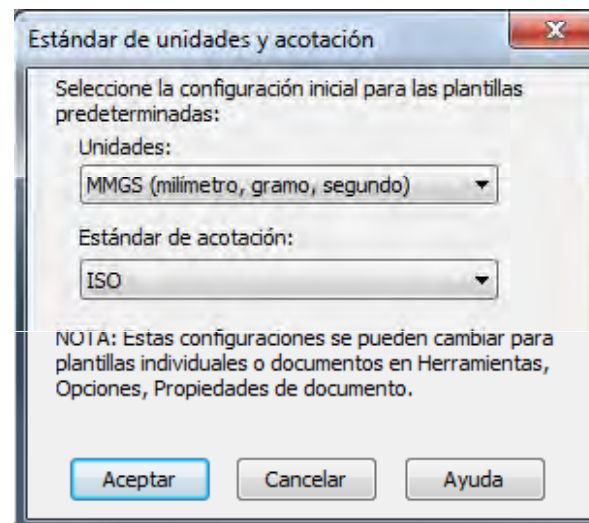 Estándar de unidades y acotación
Seleccione la configuración inicial para las plantillas
predeterminadas:
Unidades:
MMGS (milímetro, gramo, segundo)
Estándar de acotación:
ISO
NOTA: Estas configuraciones se pueden cambiar para
plantillas individuales o documentos en Herramientas,
Opciones, Propiedades de documento.
Aceptar Cancelar Ayuda